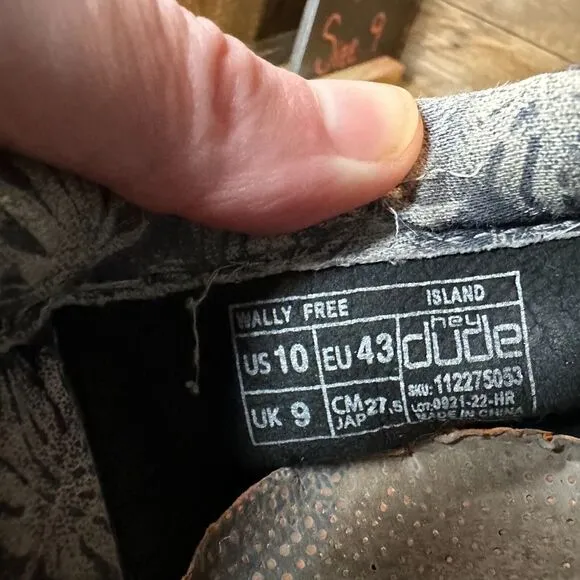 Size 9
WALLY FREE ISLAND
US 10 EU 43 hey dude
UK 9 CM JAP 27,5 SKU: 112275053
LOT:0921-22-HR
MADE IN CHINA